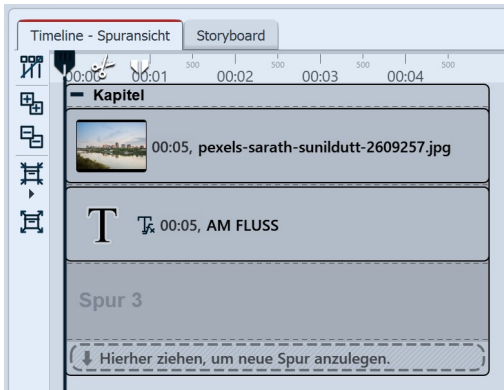 Timeline - Spuransicht
Storyboard
00:00 00:01 500 00:02 500 00:03 500 00:04 500
Kapitel
00:05, pexels-sarath-sunildutt-2609257.jpg
T 00:05, AM FLUSS
Spur 3
Hierher ziehen, um neue Spur anzulegen.